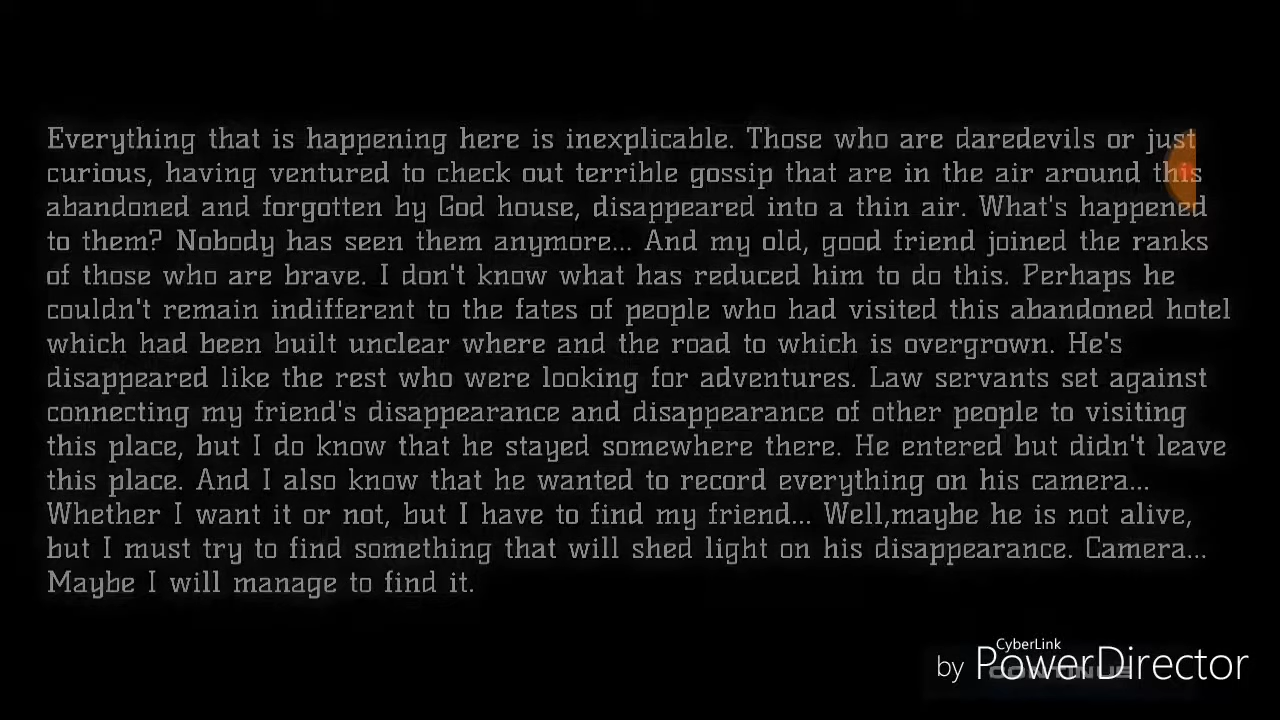 Everything that is happening here is inexplicable. Those who are daredevils or just
curious, having ventured to check out terrible gossip that are in the air around this
abandoned and forgotten by God house, disappeared into a thin air. What's happened
to them? Nobody has seen them anymore... And my old, good friend joined the ranks
of those who are brave. I don't know what has reduced him to do this. Perhaps he
couldn't remain indifferent to the fates of people who had visited this abandoned hotel
which had been built unclear where and the road to which is overgrown. He's
disappeared like the rest who were looking for adventures. Law servants set against
connecting my friend's disappearance and disappearance of other people to visiting
this place, but I do know that he stayed somewhere there. He entered but didn't leave
this place. And I also know that he wanted to record everything on his camera...
Whether I want it or not, but I have to find my friend... Well,maybe he is not alive,
but I must try to find something that will shed light on his disappearance. Camera...
Maybe I will manage to find it.
CyberLink
by PowerDirector
CONTINUE